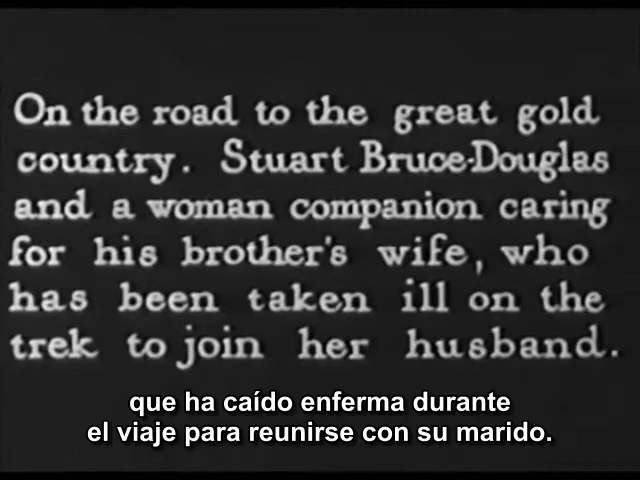 On the road to the great gold
country. Stuart Bruce-Douglas
and a woman companion caring
for his brother's wife, who
has been taken ill on the
trek to join her husband.
que ha caído enferma durante
el viaje para reunirse con su marido.